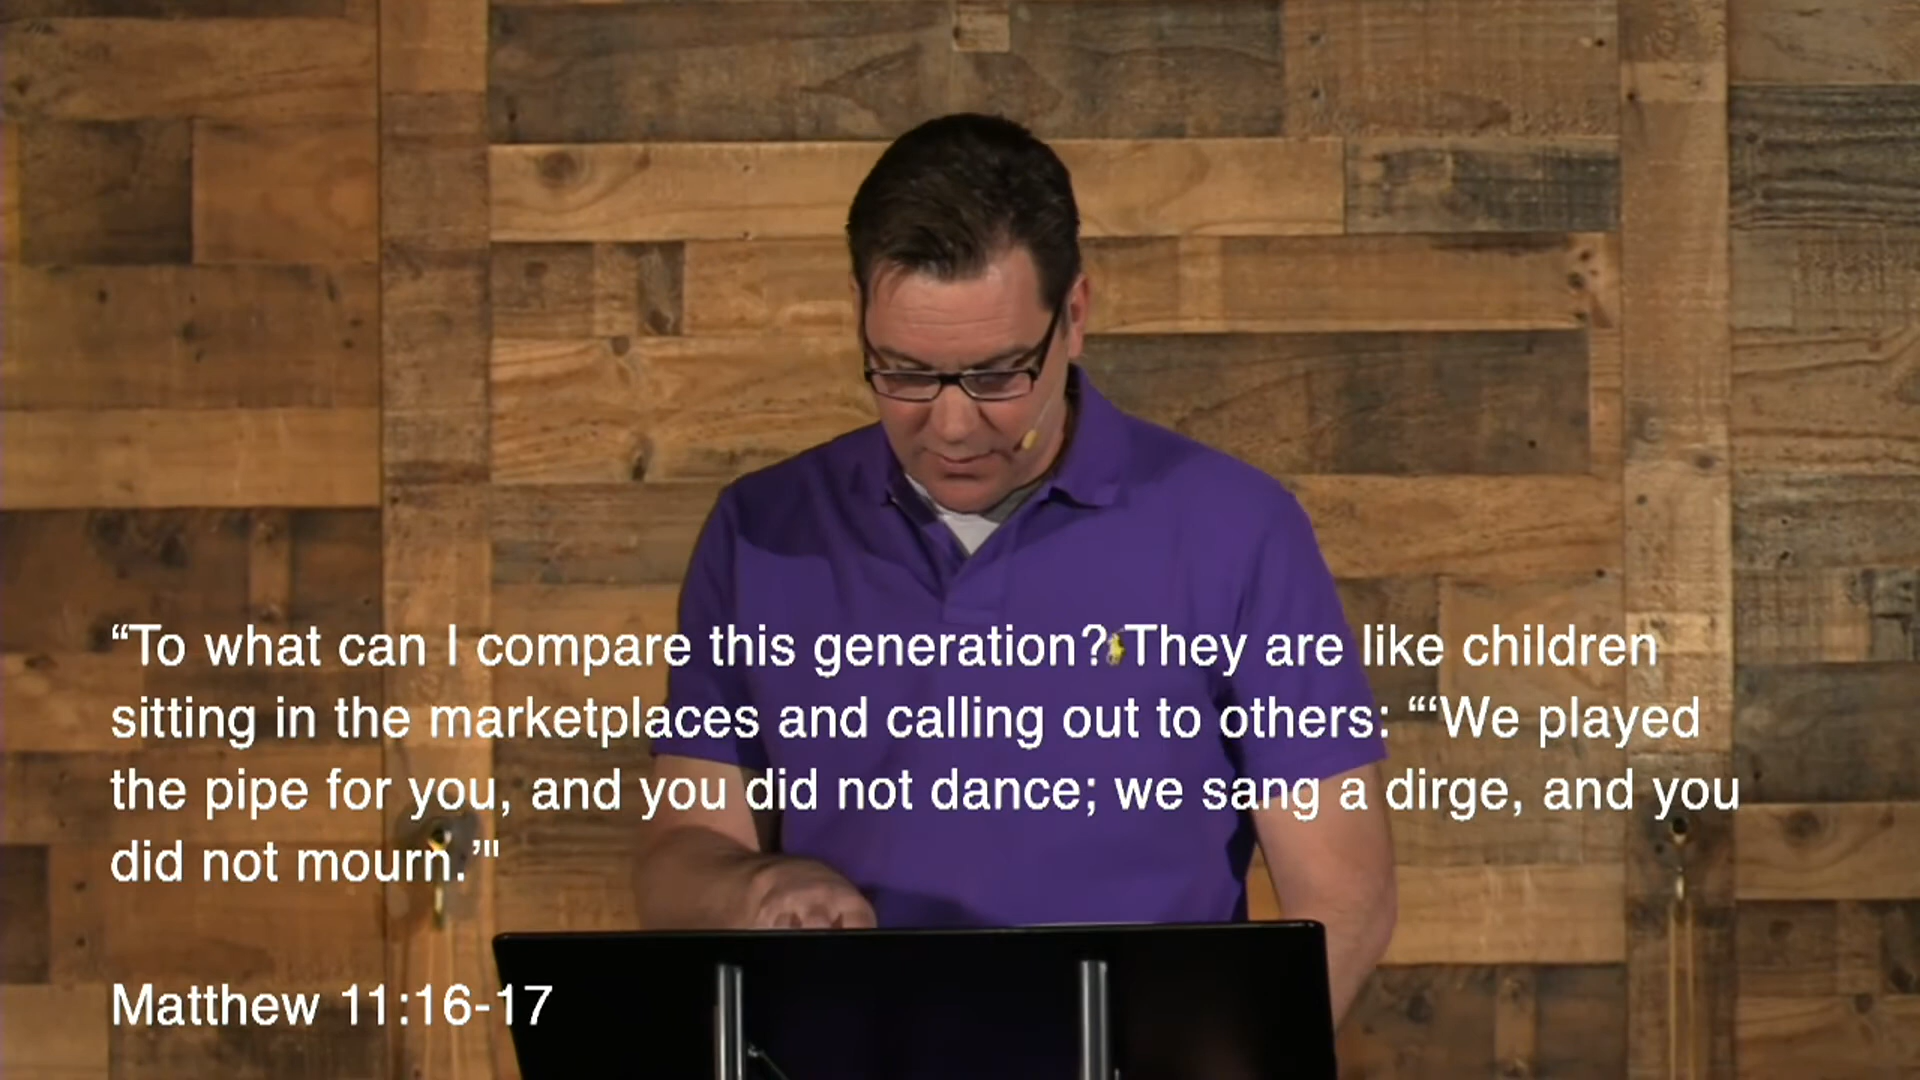 “To what can I compare this generation? They are like children
sitting in the marketplaces and calling out to others: “‘We played
the pipe for you, and you did not dance; we sang a dirge, and you
did not mourn.’"
Matthew 11:16-17